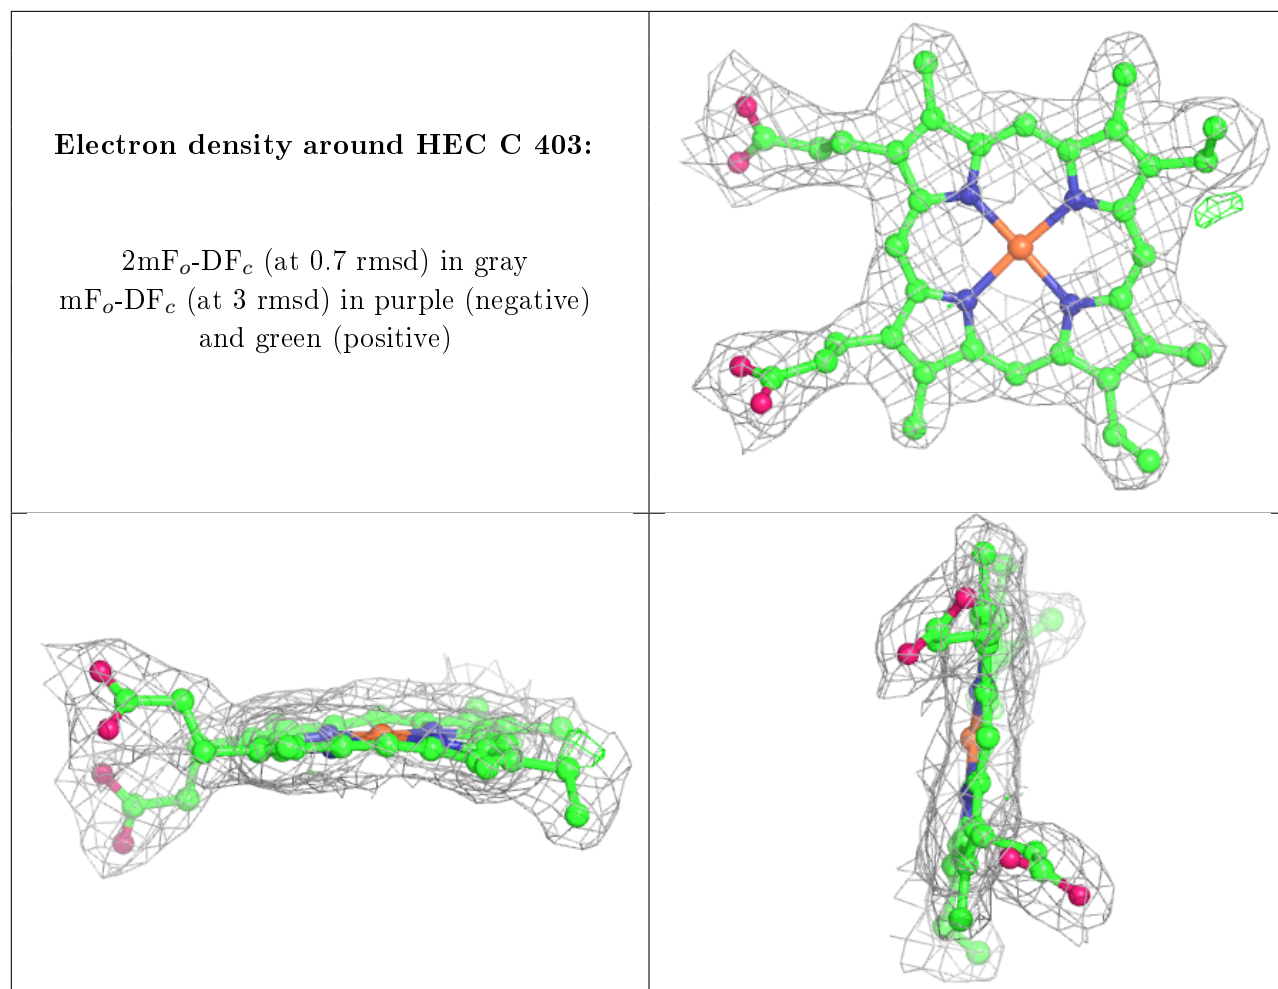 Electron density around HEC C 403:
2mFo-DFc (at 0.7 rmsd) in gray
mFo-DFc (at 3 rmsd) in purple (negative)
and green (positive)